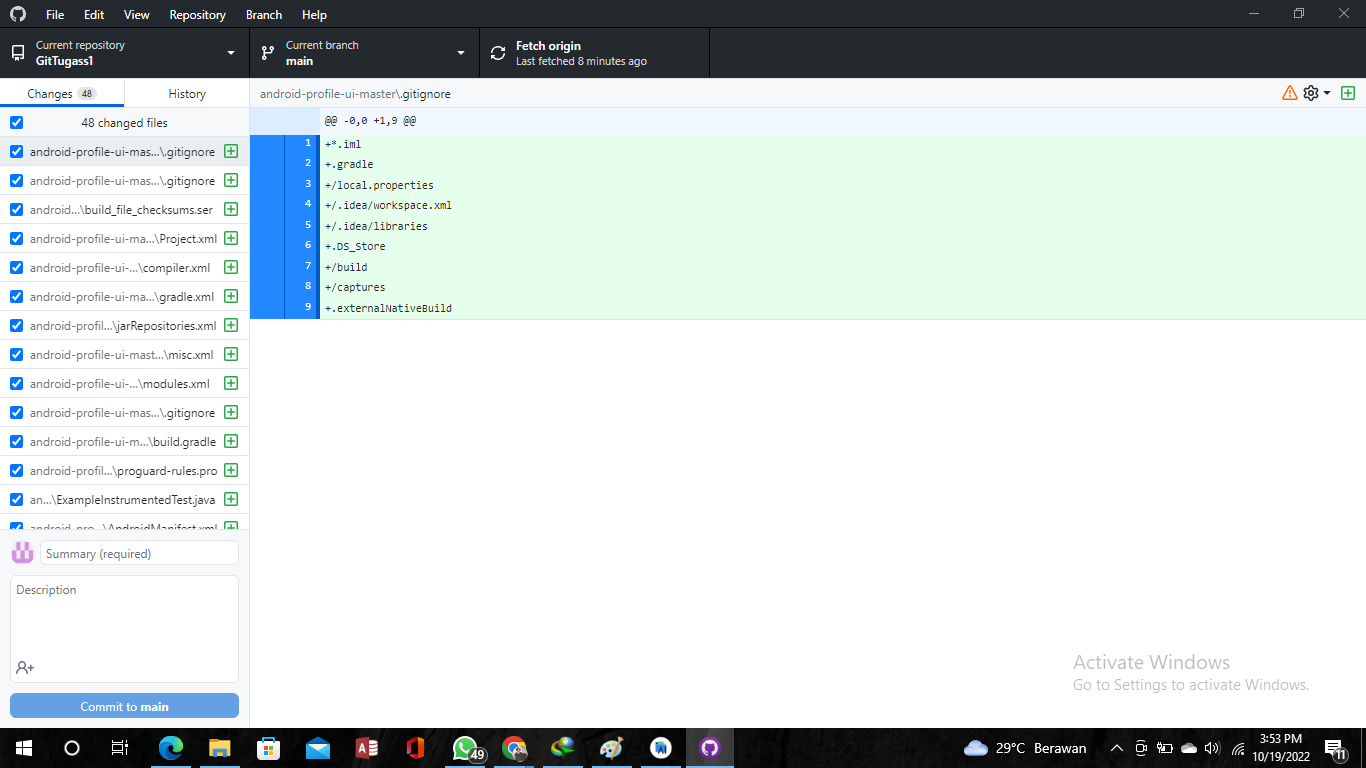 File Edit View Repository Branch Help
Current repository
GitTugass1
Current branch
main
Fetch origin
Last fetched 8 minutes ago
Changes 48
History
android-profile-ui-master\.gitignore
48 changed files
android-profile-ui-mas...\.gitignore
android-profile-ui-mas...\.gitignore
android...\build_file_checksums.ser
android-profile-ui-ma...\Project.xml
android-profile-ui-...\compiler.xml
android-profile-ui-ma...\gradle.xml
android-profil...\jarRepositories.xml
android-profile-ui-mast...\misc.xml
android-profile-ui-...\modules.xml
android-profile-ui-mas...\.gitignore
android-profile-ui-m...\build.gradle
android-profil...\proguard-rules.pro
an...\ExampleInstrumentedTest.java
android-pro...\AndroidManifest.xml
@@ -0,0 +1,9 @@
1 +*.iml
2 +.gradle
3 +/local.properties
4 +/.idea/workspace.xml
5 +/.idea/libraries
6 +.DS_Store
7 +/build
8 +/captures
9 +.externalNativeBuild
Summary (required)
Description
Commit to main
Activate Windows
Go to Settings to activate Windows.
49
29°C Berawan
3:53 PM
10/19/2022
11